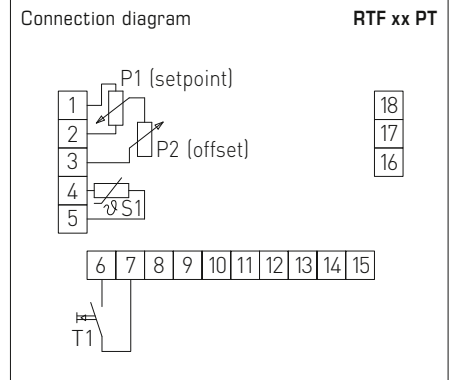 Connection diagram RTF xx PT
P1 (setpoint)
1
2
3
4
5
P2 (offset)
ϑ S1
18
17
16
6 7 8 9 10 11 12 13 14 15
T1